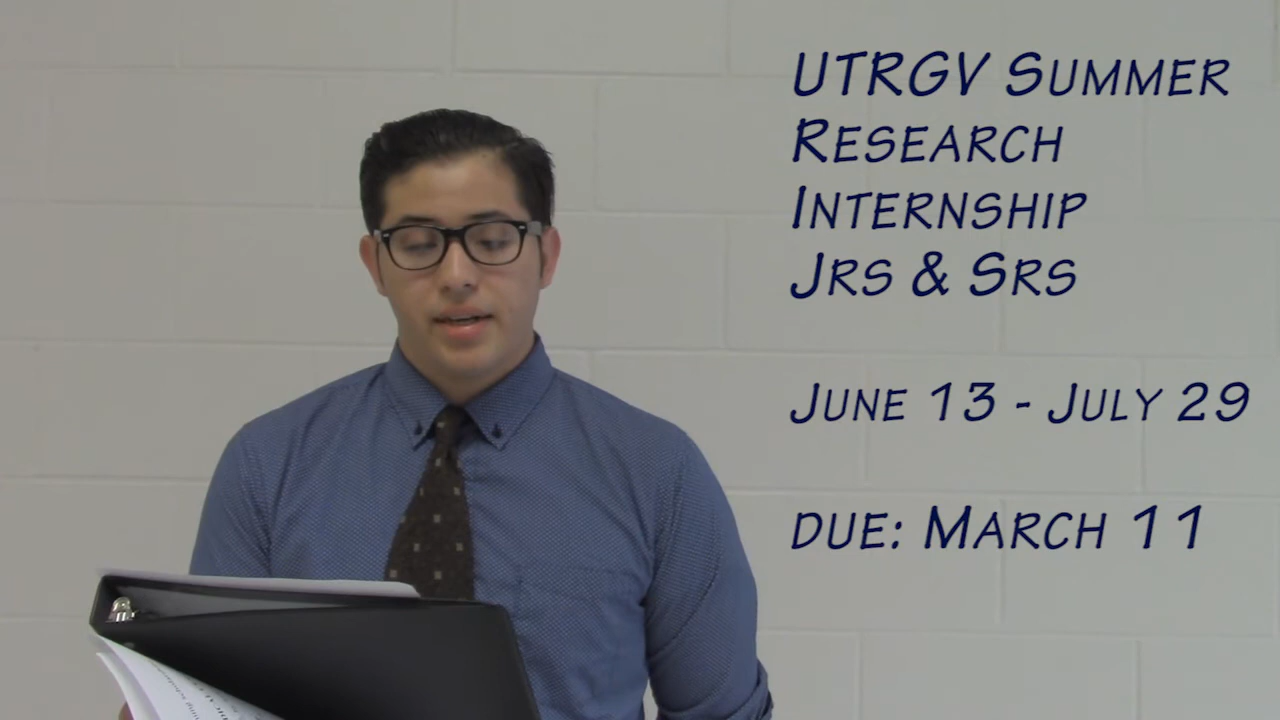 UTRGV Summer
Research
Internship
Jrs & Srs
June 13 - July 29
due: March 11